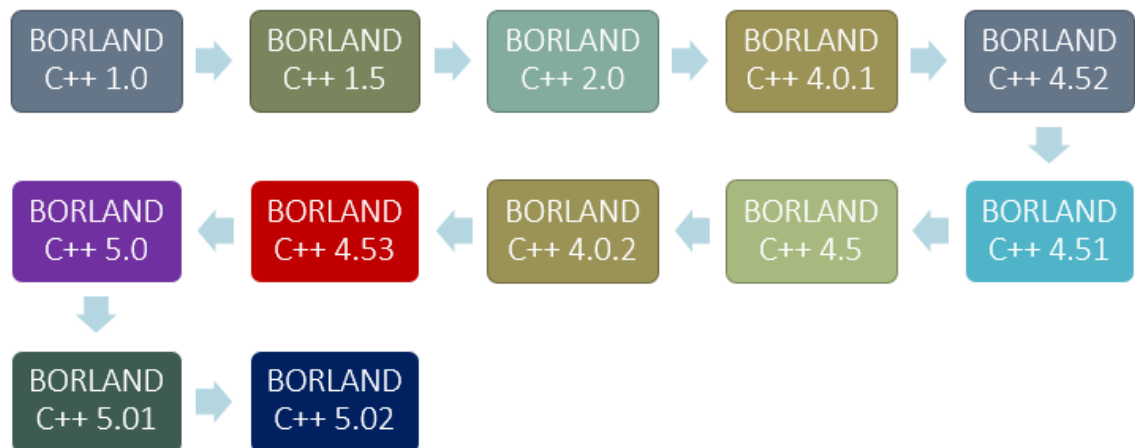 BORLAND
C++ 1.0
BORLAND
C++ 1.5
BORLAND
C++ 2.0
BORLAND
C++ 4.0.1
BORLAND
C++ 4.52
BORLAND
C++ 4.51
BORLAND
C++ 4.5
BORLAND
C++ 4.0.2
BORLAND
C++ 4.53
BORLAND
C++ 5.0
BORLAND
C++ 5.01
BORLAND
C++ 5.02